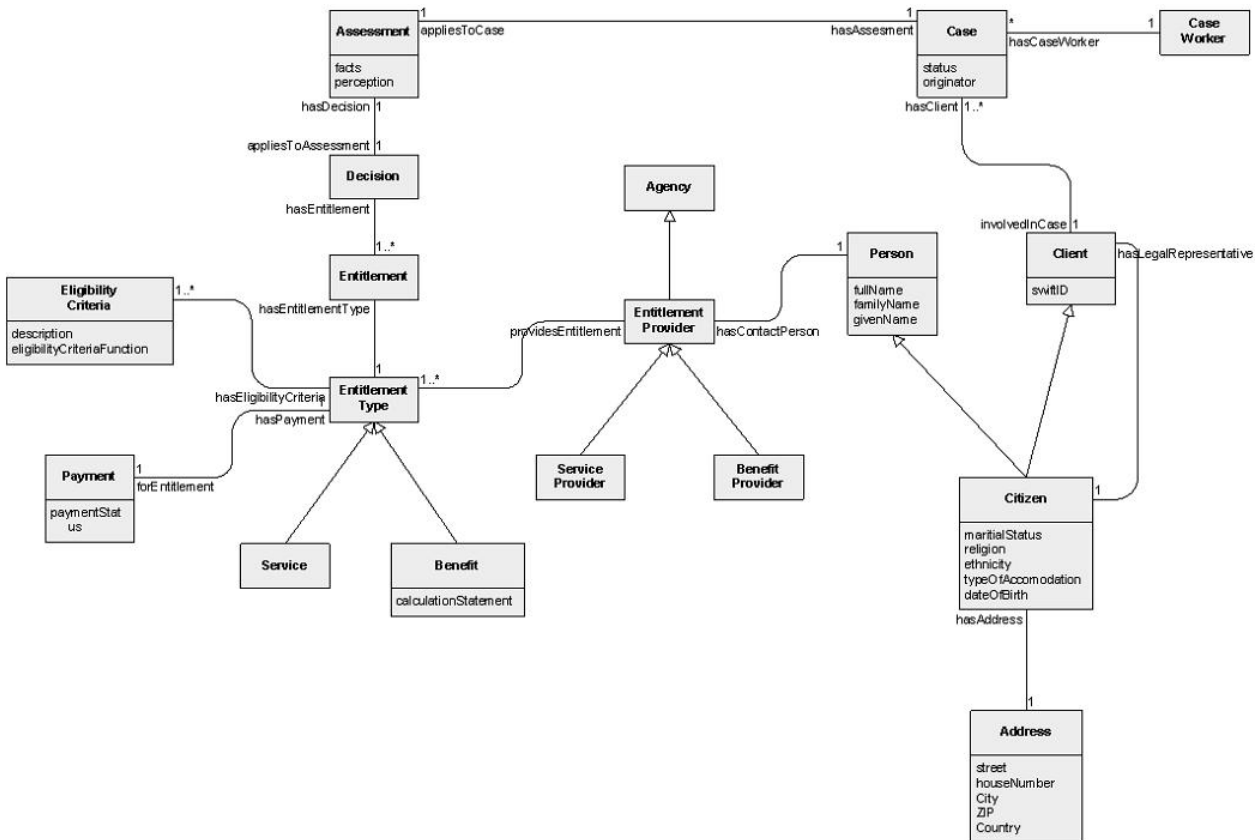 1
Assessment
appliesToCase
facts
perception
hasDecision
1
1
hasAssesment
Case
status
originator
hasClient
1..*
*
hasCaseWorker
1
Case
Worker
appliesToAssessment
1
Decision
hasEntitlement
1..*
Entitlement
hasEntitlementType
1
Agency
Entitlement
Provider
providesEntitlement
hasContactPerson
1
Person
fullName
familyName
givenName
involvedInCase
1
Client
swiftID
hasLegalRepresentative
Eligibility
Criteria
description
eligibilityCriteriaFunction
1..*
hasEligibilityCriteria
1
hasPayment
Entitlement
Type
1..*
Payment
paymentStat
us
1
forEntitlement
Service
Provider
Benefit
Provider
Service
Benefit
calculationStatement
Citizen
1
maritialStatus
religion
ethnicity
typeOfAccomodation
dateOfBirth
hasAddress
1
Address
street
houseNumber
City
ZIP
Country